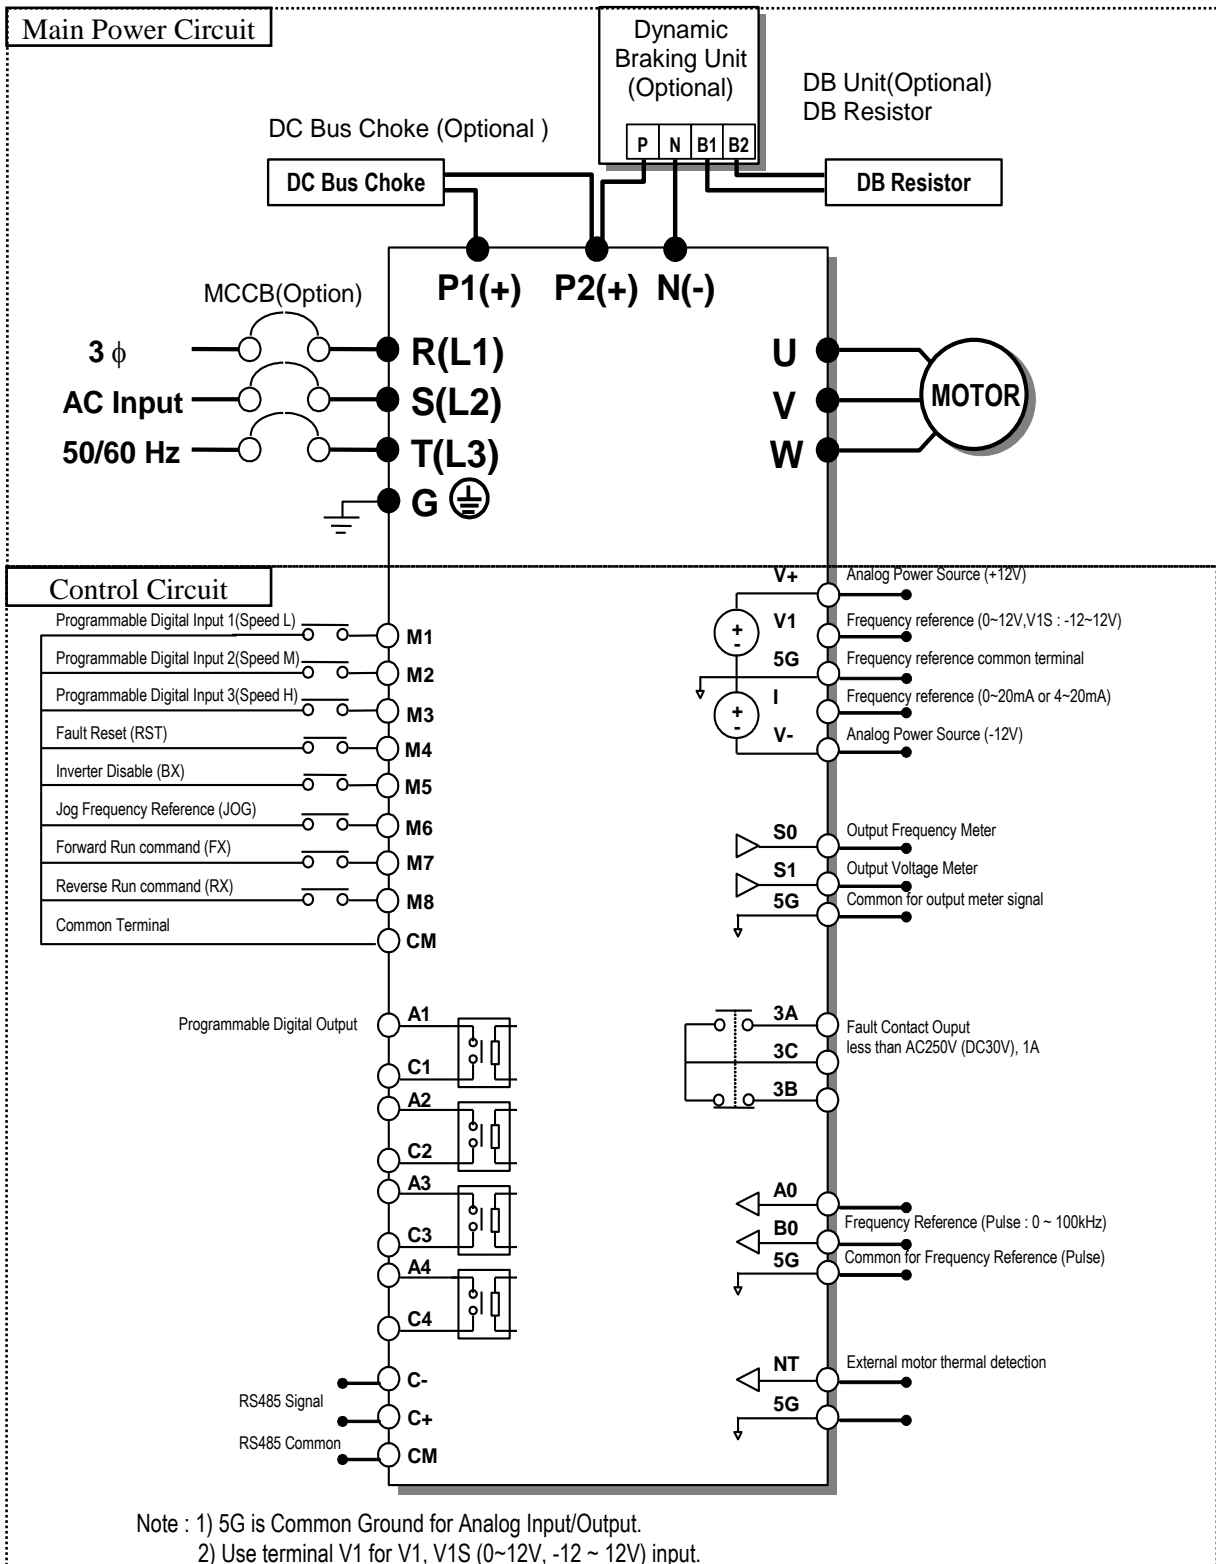 Main Power Circuit
Dynamic
Braking Unit
(Optional)
P N B1 B2
DB Unit(Optional)
DB Resistor
DC Bus Choke (Optional )
DC Bus Choke
DB Resistor
P1(+) P2(+) N(-)
MCCB(Option)
3 ϕ
R(L1)
U
AC Input
S(L2)
V
MOTOR
50/60 Hz
T(L3)
W
G
Control Circuit
Programmable Digital Input 1(Speed L)
M1
Programmable Digital Input 2(Speed M)
M2
Programmable Digital Input 3(Speed H)
M3
Fault Reset (RST)
M4
Inverter Disable (BX)
M5
Jog Frequency Reference (JOG)
M6
Forward Run command (FX)
M7
Reverse Run command (RX)
M8
Common Terminal
CM
V+
Analog Power Source (+12V)
+
-
V1
Frequency reference (0~12V,V1S : -12~12V)
5G
Frequency reference common terminal
+
-
I
Frequency reference (0~20mA or 4~20mA)
V-
Analog Power Source (-12V)
S0
Output Frequency Meter
S1
Output Voltage Meter
5G
Common for output meter signal
Programmable Digital Output
A1
C1
A2
C2
A3
C3
A4
C4
3A
Fault Contact Ouput
less than AC250V (DC30V), 1A
3C
3B
A0
B0
Frequency Reference (Pulse : 0 ~ 100kHz)
5G
Common for Frequency Reference (Pulse)
NT
External motor thermal detection
5G
C-
RS485 Signal
C+
RS485 Common
CM
Note : 1) 5G is Common Ground for Analog Input/Output.
2) Use terminal V1 for V1, V1S (0~12V, -12 ~ 12V) input.